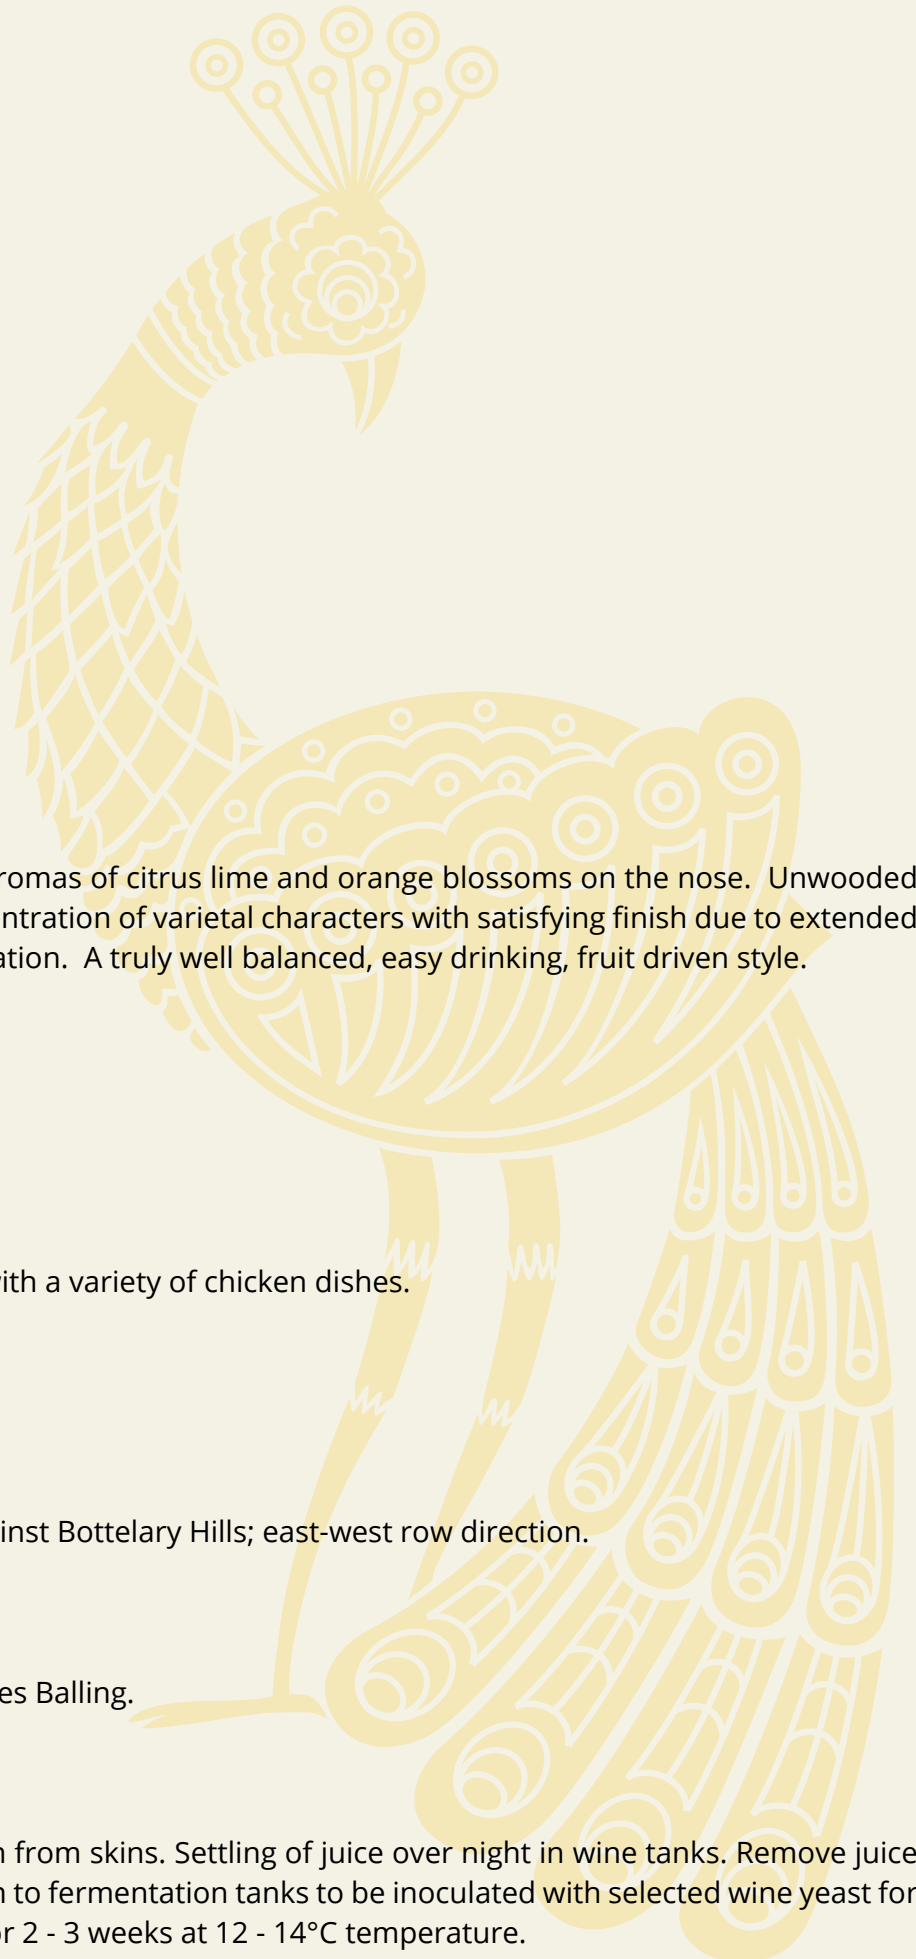 romas of citrus lime and orange blossoms on the nose.  Unwooded
ntration of varietal characters with satisfying finish due to extended
ation.  A truly well balanced, easy drinking, fruit driven style.
ith a variety of chicken dishes.
inst Bottelary Hills; east-west row direction.
es Balling.
from skins. Settling of juice over night in wine tanks. Remove juice
to fermentation tanks to be inoculated with selected wine yeast for
or 2 - 3 weeks at 12 - 14°C temperature.